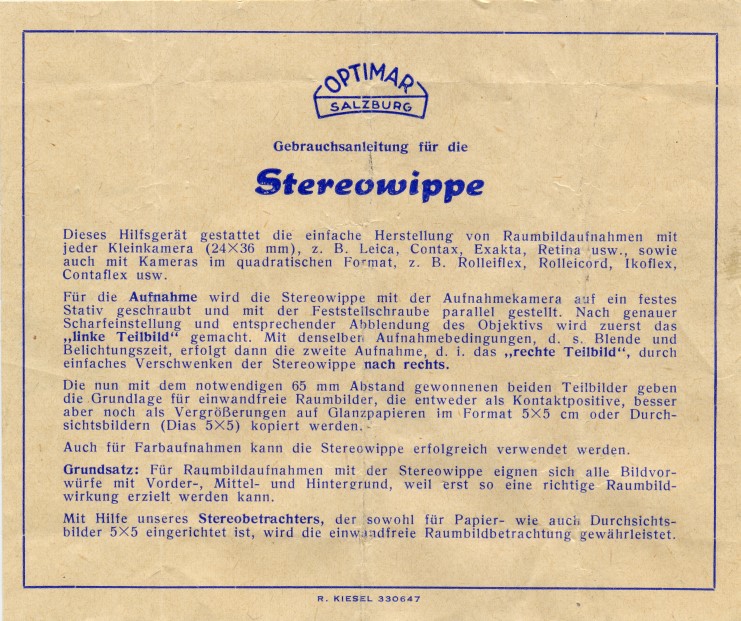 OPTIMAR
SALZBURG
Gebrauchsanleitung für die
Stereowippe
Dieses Hilfsgerät gestattet die einfache Herstellung von Raumbildaufnahmen mit
jeder Kleinkamera (24×36 mm), z. B. Leica, Contax, Exakta, Retina usw., sowie
auch mit Kameras im quadratischen Format, z. B. Rolleiflex, Rolleicord, Ikoflex,
Contaflex usw.
Für die Aufnahme wird die Stereowippe mit der Aufnahmekamera auf ein festes
Stativ geschraubt und mit der Feststellschraube parallel gestellt. Nach genauer
Scharfeinstellung und entsprechender Abblendung des Objektivs wird zuerst das
„linke Teilbild“ gemacht. Mit denselben Aufnahmebedingungen, d. s. Blende und
Belichtungszeit, erfolgt dann die zweite Aufnahme, d. i. das „rechte Teilbild“, durch
einfaches Verschwenken der Stereowippe nach rechts.
Die nun mit dem notwendigen 65 mm Abstand gewonnenen beiden Teilbilder geben
die Grundlage für einwandfreie Raumbilder, die entweder als Kontaktpositive, besser
aber noch als Vergrößerungen auf Glanzpapieren im Format 5×5 cm oder Durch-
sichtsbildern (Dias 5×5) kopiert werden.
Auch für Farbaufnahmen kann die Stereowippe erfolgreich verwendet werden.
Grundsatz: Für Raumbildaufnahmen mit der Stereowippe eignen sich alle Bildvor-
würfe mit Vorder-, Mittel- und Hintergrund, weil erst so eine richtige Raumbild-
wirkung erzielt werden kann.
Mit Hilfe unseres Stereobetrachters, der sowohl für Papier- wie auch Durchsichts-
bilder 5×5 eingerichtet ist, wird die einwandfreie Raumbildbetrachtung gewährleistet.
R. KIESEL 330647